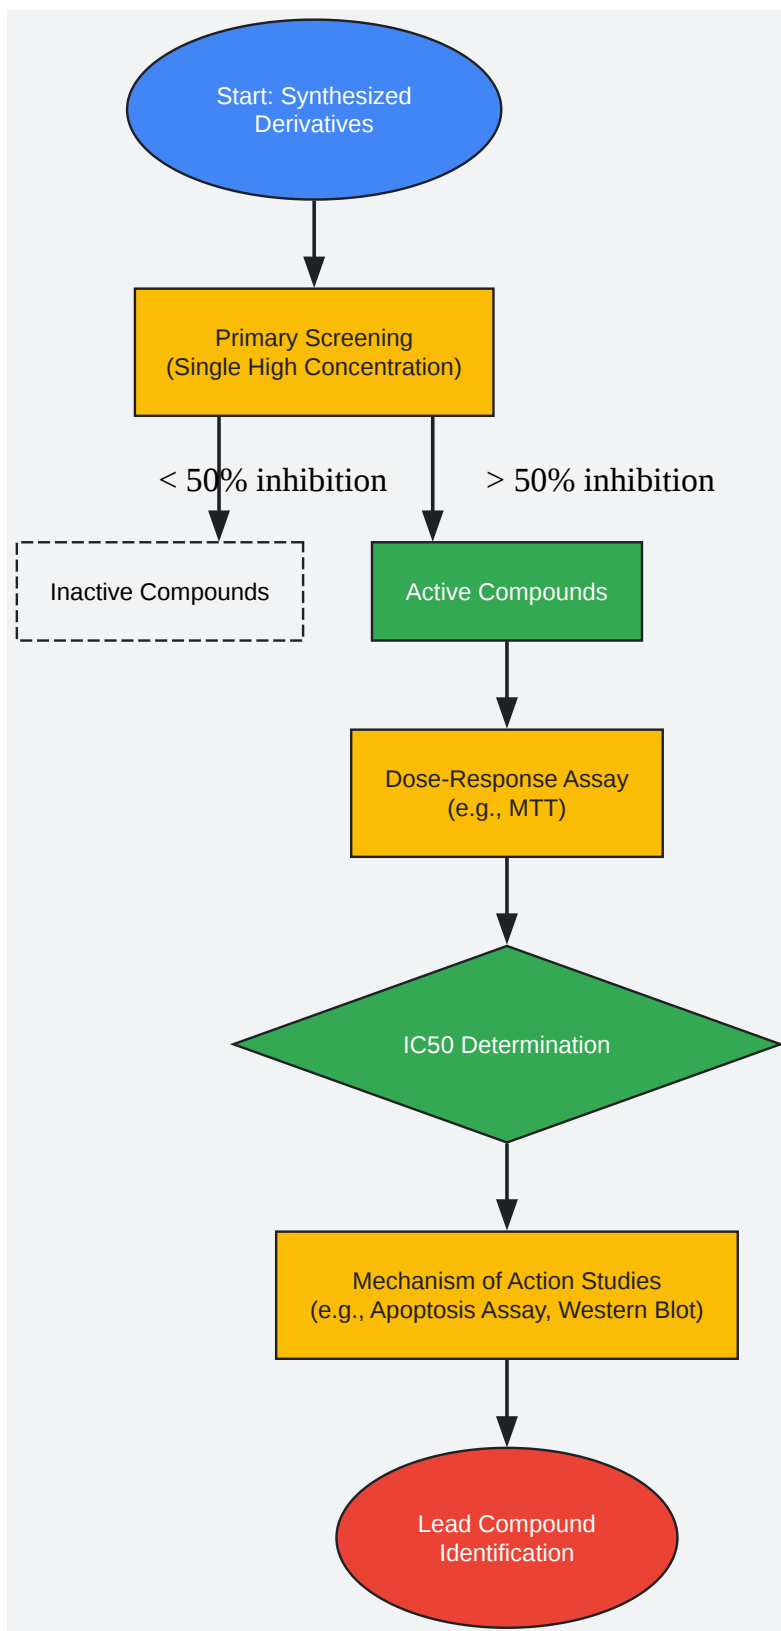 Start: Synthesized
Derivatives
Primary Screening
(Single High Concentration)
< 50% inhibition
> 50% inhibition
Inactive Compounds
Active Compounds
Dose-Response Assay
(e.g., MTT)
IC50 Determination
Mechanism of Action Studies
(e.g., Apoptosis Assay, Western Blot)
Lead Compound
Identification